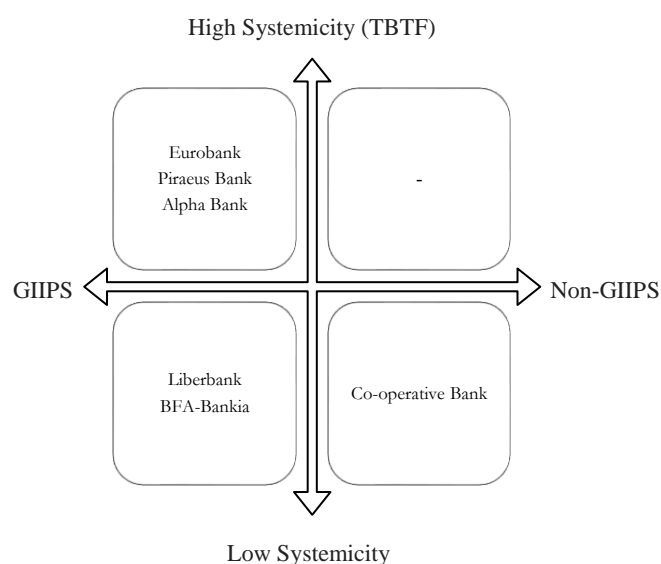 High Systemicity (TBTF)
Eurobank
Piraeus Bank
Alpha Bank
-
GIIPS
Non-GIIPS
Liberbank
BFA-Bankia
Co-operative Bank
Low Systemicity